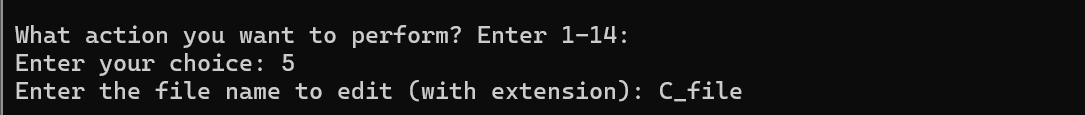 What action you want to perform? Enter 1-14:
Enter your choice: 5
Enter the file name to edit (with extension): C_file